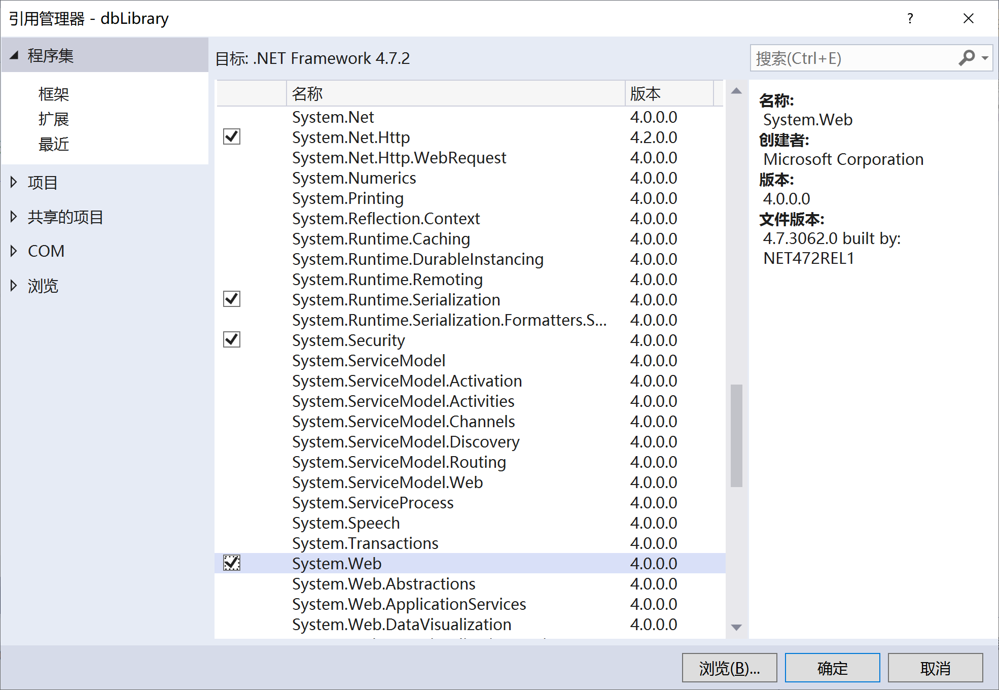 引用管理器 - dbLibrary
?
程序集
框架
扩展
最近
项目
共享的项目
COM
浏览
目标: .NET Framework 4.7.2
搜索(Ctrl+E)
名称 版本
System.Net 4.0.0.0
System.Net.Http 4.2.0.0
System.Net.Http.WebRequest 4.0.0.0
System.Numerics 4.0.0.0
System.Printing 4.0.0.0
System.Reflection.Context 4.0.0.0
System.Runtime.Caching 4.0.0.0
System.Runtime.DurableInstancing 4.0.0.0
System.Runtime.Remoting 4.0.0.0
System.Runtime.Serialization 4.0.0.0
System.Runtime.Serialization.Formatters.S... 4.0.0.0
System.Security 4.0.0.0
System.ServiceModel 4.0.0.0
System.ServiceModel.Activation 4.0.0.0
System.ServiceModel.Activities 4.0.0.0
System.ServiceModel.Channels 4.0.0.0
System.ServiceModel.Discovery 4.0.0.0
System.ServiceModel.Routing 4.0.0.0
System.ServiceModel.Web 4.0.0.0
System.ServiceProcess 4.0.0.0
System.Speech 4.0.0.0
System.Transactions 4.0.0.0
System.Web 4.0.0.0
System.Web.Abstractions 4.0.0.0
System.Web.ApplicationServices 4.0.0.0
System.Web.DataVisualization 4.0.0.0
名称:
System.Web
创建者:
Microsoft Corporation
版本:
4.0.0.0
文件版本:
4.7.3062.0 built by:
NET472REL1
浏览(B)...
确定
取消